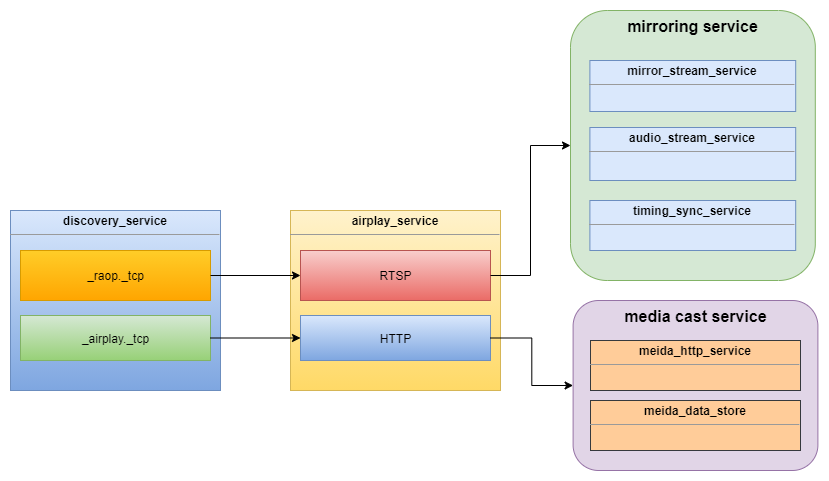 mirroring service
mirror_stream_service
audio_stream_service
timing_sync_service
discovery_service
_raop._tcp
_airplay._tcp
airplay_service
RTSP
HTTP
media cast service
meida_http_service
meida_data_store